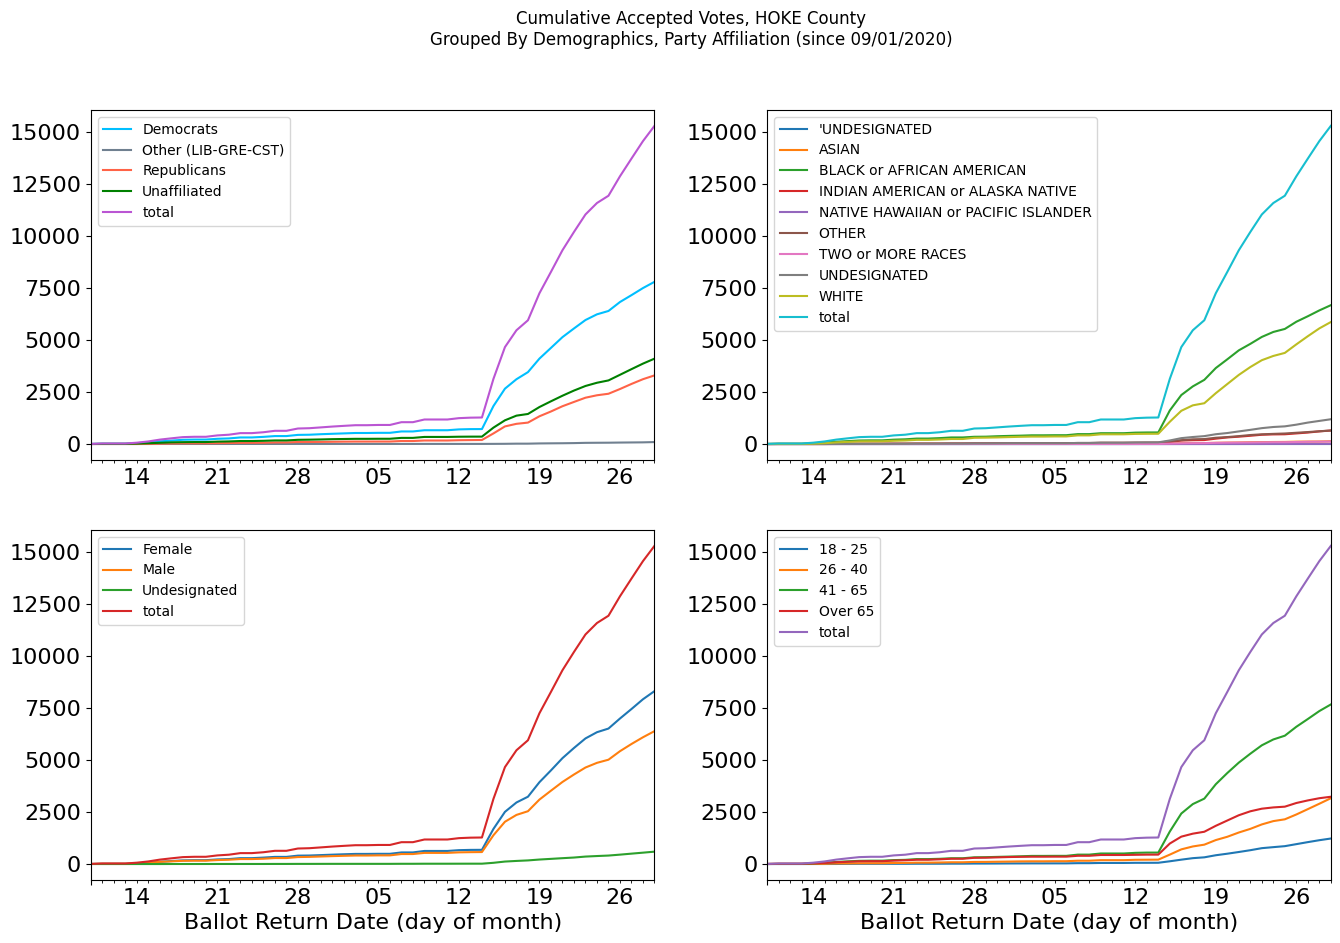 Cumulative Accepted Votes, HOKE County
Grouped By Demographics, Party Affiliation (since 09/01/2020)
15000
12500
10000
7500
5000
2500
0
Democrats
Other (LIB-GRE-CST)
Republicans
Unaffiliated
total
14 21 28 05 12 19 26
15000
12500
10000
7500
5000
2500
0
'UNDESIGNATED
ASIAN
BLACK or AFRICAN AMERICAN
INDIAN AMERICAN or ALASKA NATIVE
NATIVE HAWAIIAN or PACIFIC ISLANDER
OTHER
TWO or MORE RACES
UNDESIGNATED
WHITE
total
14 21 28 05 12 19 26
15000
12500
10000
7500
5000
2500
0
Female
Male
Undesignated
total
14 21 28 05 12 19 26
Ballot Return Date (day of month)
15000
12500
10000
7500
5000
2500
0
18 - 25
26 - 40
41 - 65
Over 65
total
14 21 28 05 12 19 26
Ballot Return Date (day of month)